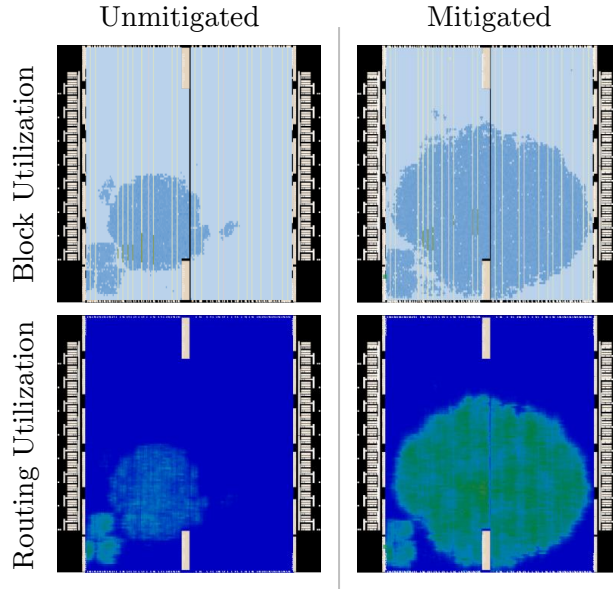 Unmitigated
Mitigated
Block Utilization
Routing Utilization